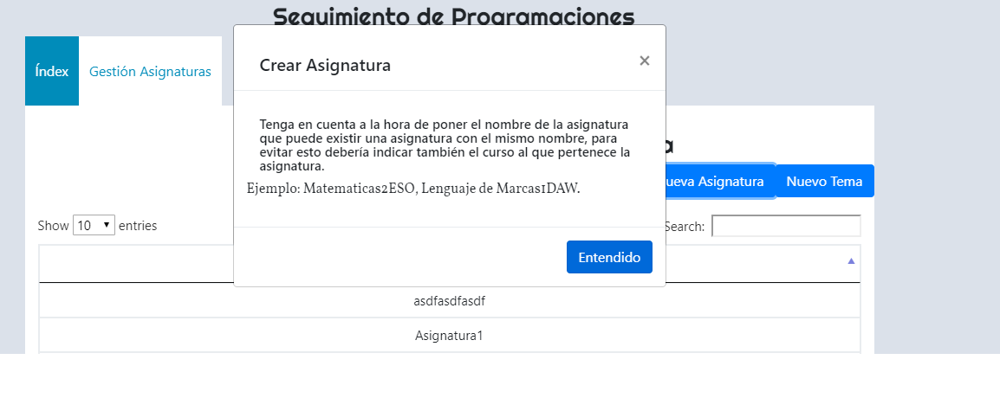 Seguimiento de Programaciones
Índex
Gestión Asignaturas
Crear Asignatura
×
Tenga en cuenta a la hora de poner el nombre de la asignatura
que puede existir una asignatura con el mismo nombre, para
evitar esto debería indicar también el curso al que pertenece la
asignatura.
Ejemplo: Matematicas2ESO, Lenguaje de Marcas1DAW.
Entendido
ueva Asignatura
Nuevo Tema
Show 10 entries
Search:
asdfasdfasdf
Asignatura1